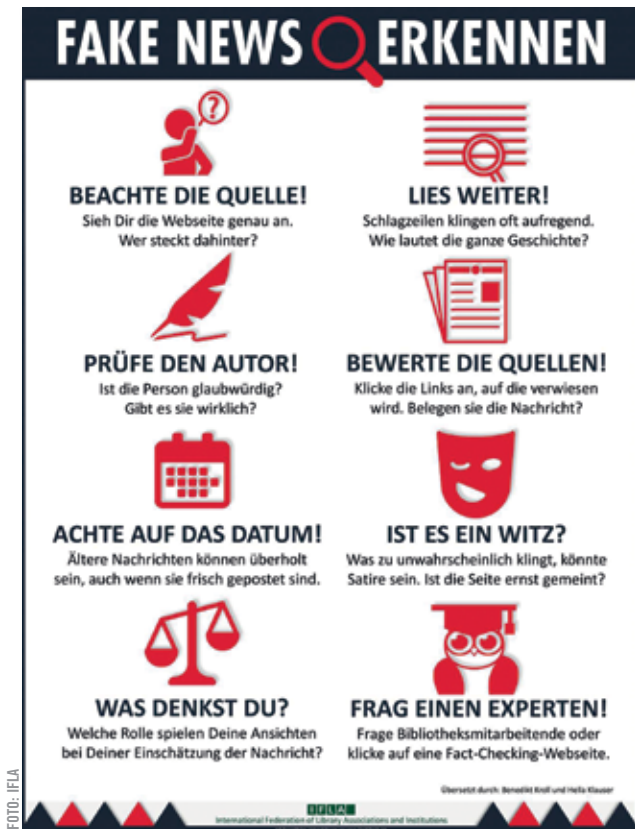 FAKE NEWS ERKENNEN
?
BEACHTE DIE QUELLE!
Sieh Dir die Webseite genau an.
Wer steckt dahinter?
LIES WEITER!
Schlagzeilen klingen oft aufregend.
Wie lautet die ganze Geschichte?
PRÜFE DEN AUTOR!
Ist die Person glaubwürdig?
Gibt es sie wirklich?
BEWERTE DIE QUELLEN!
Klicke die Links an, auf die verwiesen
wird. Belegen sie die Nachricht?
ACHTE AUF DAS DATUM!
Ältere Nachrichten können überholt
sein, auch wenn sie frisch gepostet sind.
IST ES EIN WITZ?
Was zu unwahrscheinlich klingt, könnte
Satire sein. Ist die Seite ernst gemeint?
WAS DENKST DU?
Welche Rolle spielen Deine Ansichten
bei Deiner Einschätzung der Nachricht?
FRAG EINEN EXPERTEN!
Frage Bibliotheksmitarbeitende oder
klicke auf eine Fact-Checking-Webseite.
Übersetzt durch: Benedikt Kroll und Hella Klauser
IFLA
International Federation of Library Associations and Institutions
FOTO: IFLA